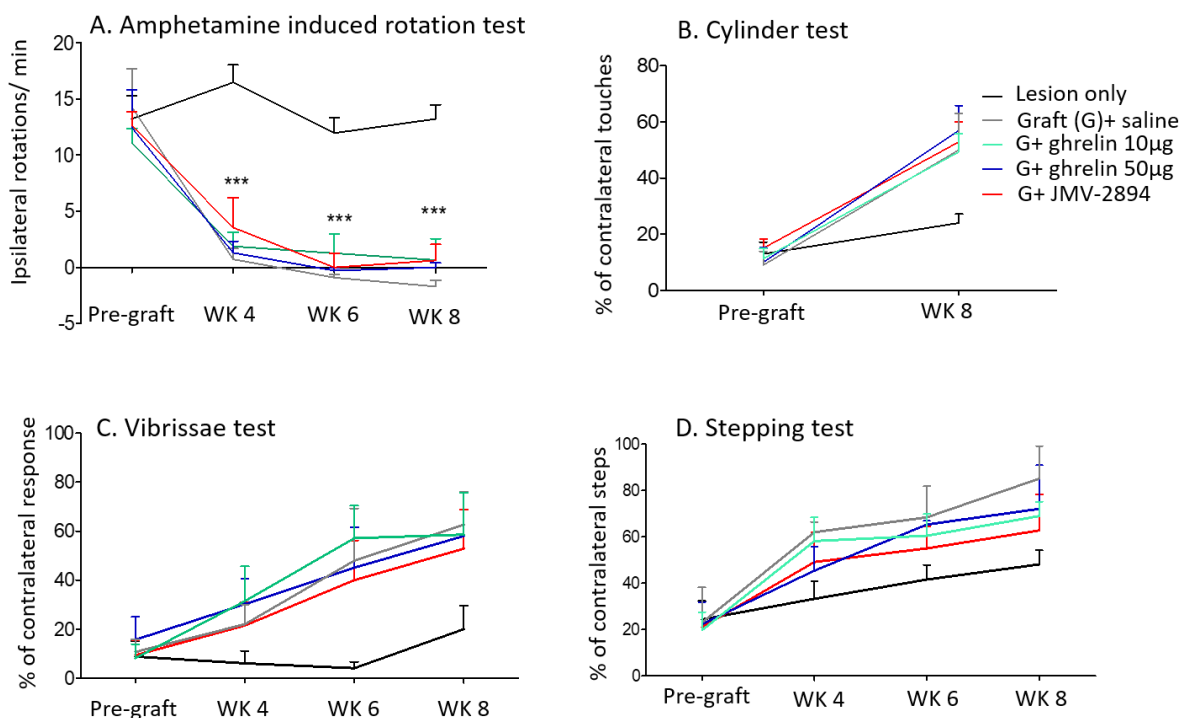 A. Amphetamine induced rotation test
Ipsilateral rotations/ min
20
15
10
5
0
-5
***
***
***
Pre-graft WK 4 WK 6 WK 8
B. Cylinder test
% of contralateral touches
80
60
40
20
0
Pre-graft WK 8
Lesion only
Graft (G)+ saline
G+ ghrelin 10µg
G+ ghrelin 50µg
G+ JMV-2894
C. Vibrissae test
% of contralateral response
100
80
60
40
20
0
Pre-graft WK 4 WK 6 WK 8
D. Stepping test
% of contralateral steps
100
80
60
40
20
0
Pre-graft WK 4 WK 6 WK 8